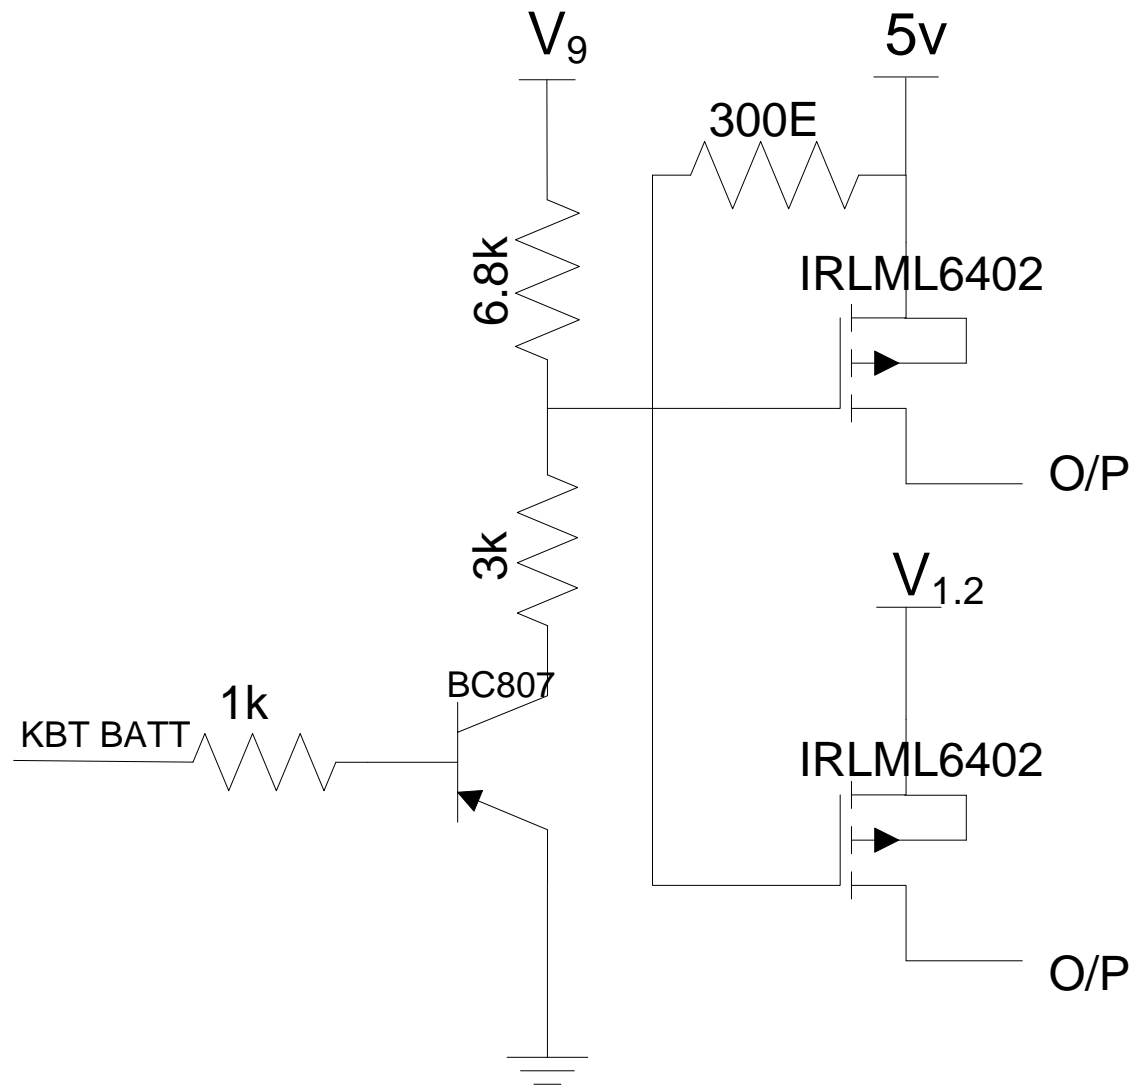 V9
5v
300E
6.8k
IRLML6402
O/P
3k
V1.2
BC807
1k
KBT BATT
IRLML6402
O/P